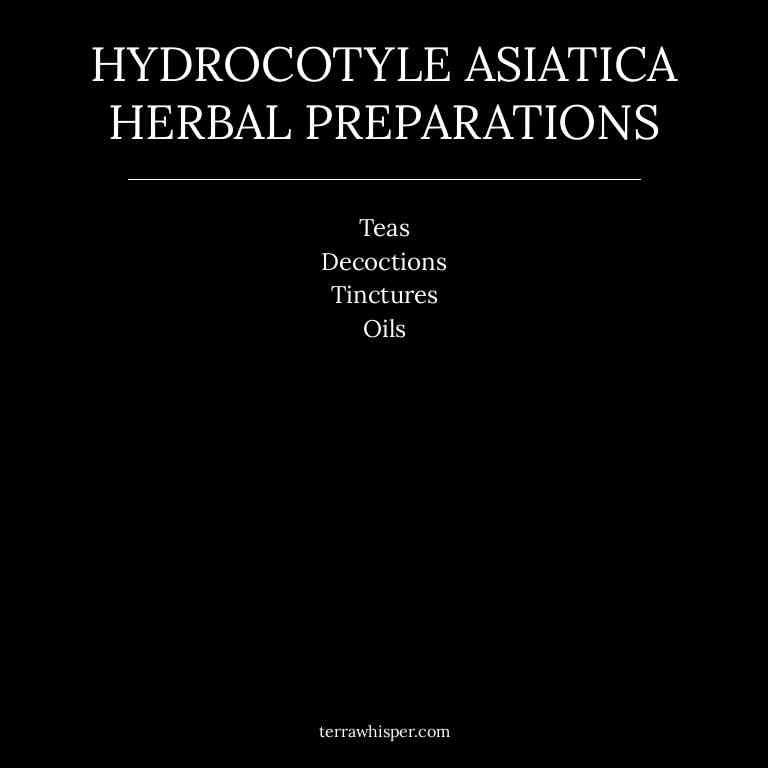 HYDROCOTYLE ASIATICA
HERBAL PREPARATIONS
Teas
Decoctions
Tinctures
Oils
terrawhisper.com